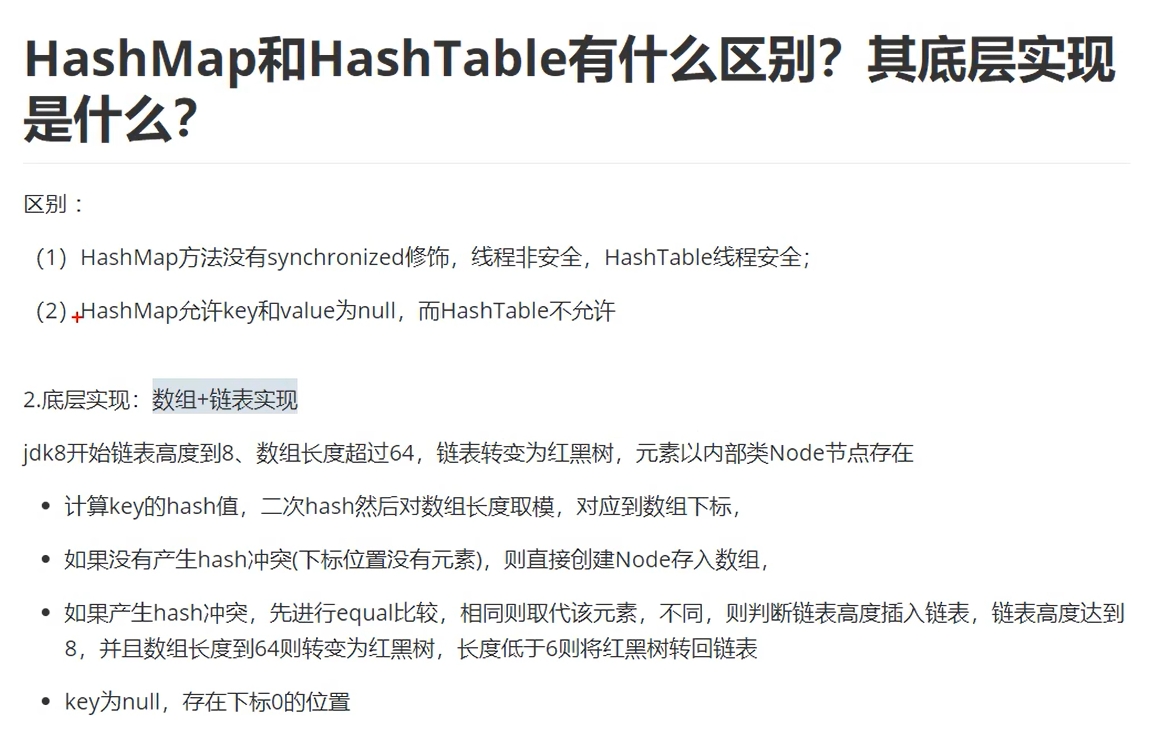 HashMap和HashTable有什么区别？其底层实现
是什么？
区别 ：
（1）HashMap方法没有synchronized修饰，线程非安全，HashTable线程安全；
（2）HashMap允许key和value为null，而HashTable不允许
2.底层实现：数组+链表实现
jdk8开始链表高度到8、数组长度超过64，链表转变为红黑树，元素以内部类Node节点存在
• 计算key的hash值，二次hash然后对数组长度取模，对应到数组下标，
• 如果没有产生hash冲突(下标位置没有元素)，则直接创建Node存入数组，
• 如果产生hash冲突，先进行equal比较，相同则取代该元素，不同，则判断链表高度插入链表，链表高度达到
8，并且数组长度到64则转变为红黑树，长度低于6则将红黑树转回链表
• key为null，存在下标0的位置